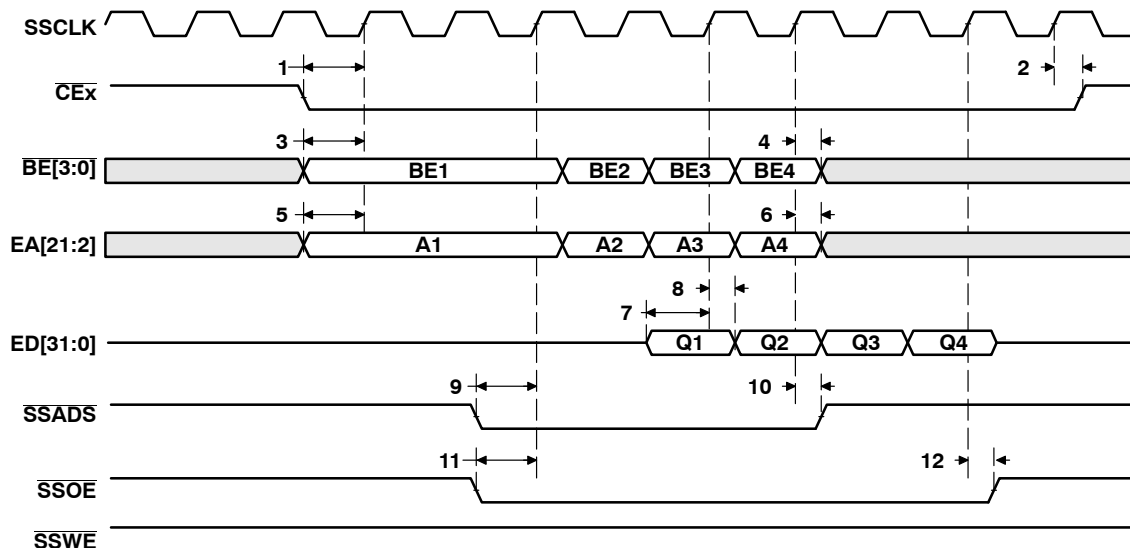 SSCLK
1
2
CEx
3
4
BE[3:0]
BE1 BE2 BE3 BE4
5
6
EA[21:2]
A1 A2 A3 A4
8
7
ED[31:0]
Q1 Q2 Q3 Q4
9
10
SSADS
11
12
SSOE
SSWE